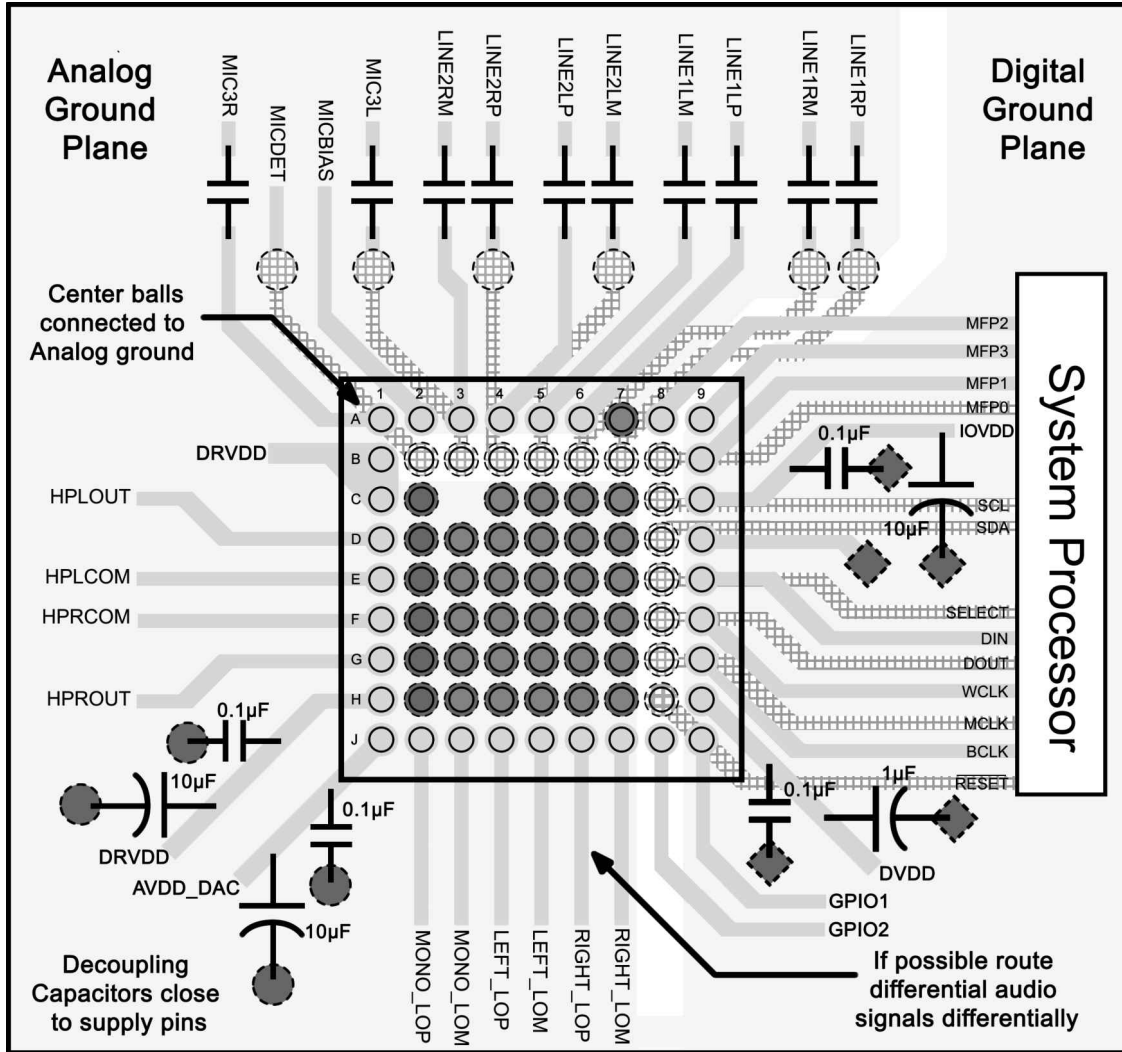 Analog
Ground
Plane
Digital
Ground
Plane
MIC3R
MICDET
MICBIAS
MIC3L
LINE2RM
LINE2RP
LINE2LP
LINE2LM
LINE1LM
LINE1LP
LINE1RM
LINE1RP
Center balls
connected to
Analog ground
1 2 3 4 5 6 7 8 9
A
B
C
D
E
F
G
H
J
DRVDD
HPLOUT
HPLCOM
HPRCOM
HPROUT
MFP2
MFP3
MFP1
MFP0
IOVDD
0.1µF
10µF
SCL
SDA
SELECT
DIN
DOUT
WCLK
MCLK
BCLK
RESET
System Processor
0.1µF
10µF
DRVDD
AVDD_DAC
0.1µF
10µF
0.1µF
1µF
DVDD
GPIO1
GPIO2
MONO_LOP
MONO_LOM
LEFT_LOP
LEFT_LOM
RIGHT_LOP
RIGHT_LOM
Decoupling
Capacitors close
to supply pins
If possible route
differential audio
signals differentially